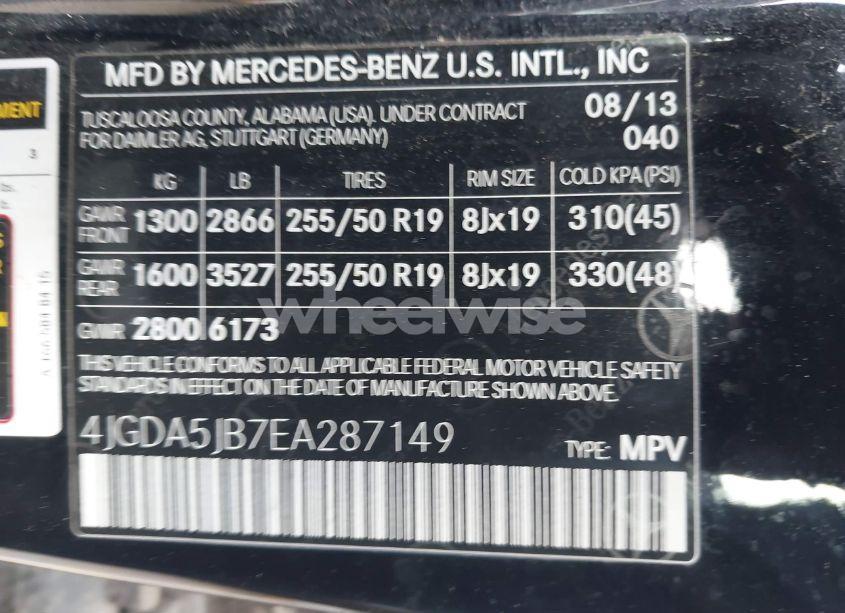 MFD BY MERCEDES-BENZ U.S. INTL., INC
TUSCALOOSA COUNTY, ALABAMA (USA). UNDER CONTRACT 08/13
FOR DAIMLER AG, STUTTGART (GERMANY) 040
KG LB TIRES RIM SIZE COLD KPA (PSI)
GAWR FRONT 1300 2866 255/50 R19 8Jx19 310(45)
GAWR REAR 1600 3527 255/50 R19 8Jx19 330(48)
GVWR 2800 6173
wheelwise
THIS VEHICLE CONFORMS TO ALL APPLICABLE FEDERAL MOTOR VEHICLE SAFETY
STANDARDS IN EFFECT ON THE DATE OF MANUFACTURE SHOWN ABOVE.
4JGDA5JB7EA287149 TYPE: MPV
3